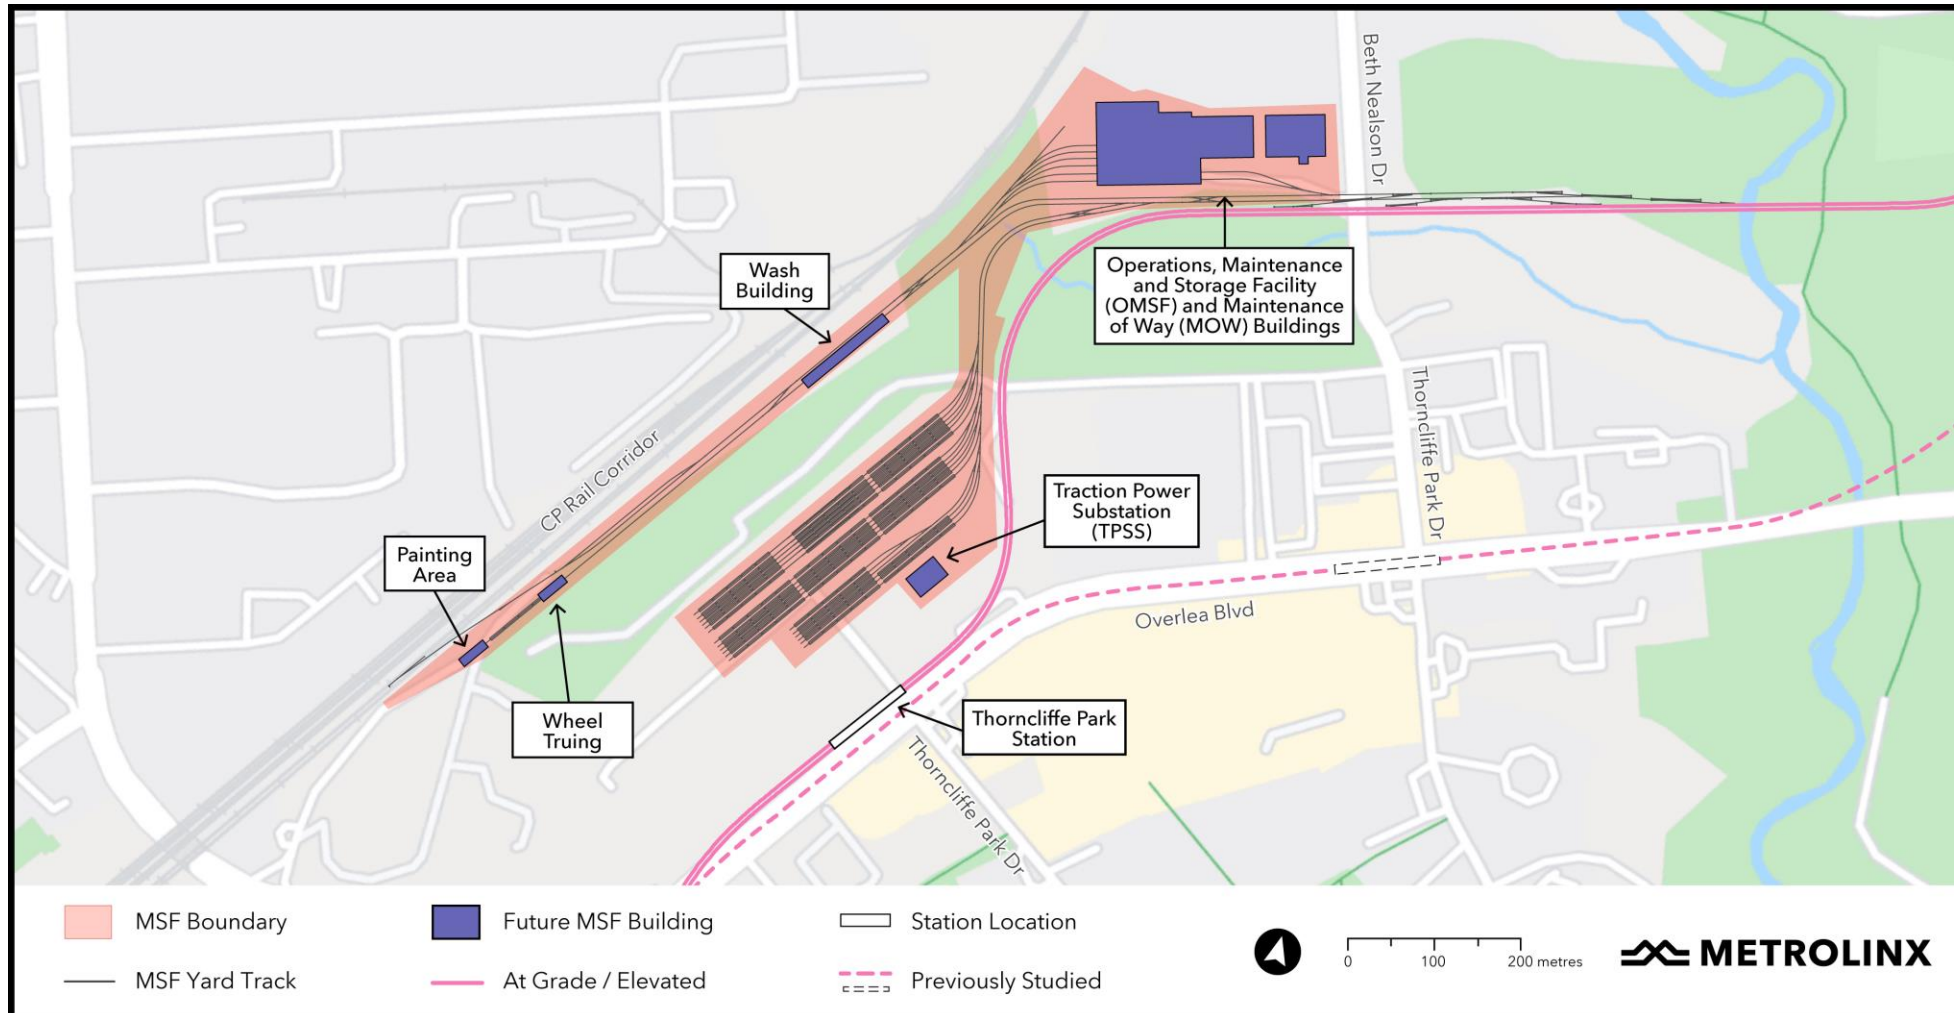 Beth Nealson Dr
Wash
Building
Operations, Maintenance
and Storage Facility
(OMSF) and Maintenance
of Way (MOW) Buildings
CP Rail Corridor
Thorncliffe Park Dr
Traction Power
Substation
(TPSS)
Painting
Area
Overlea Blvd
Wheel
Truing
Thorncliffe Park
Station
Thorncliffe Park Dr
MSF Boundary
Future MSF Building
Station Location
MSF Yard Track
At Grade / Elevated
Previously Studied
0 100 200 metres
METROLINX